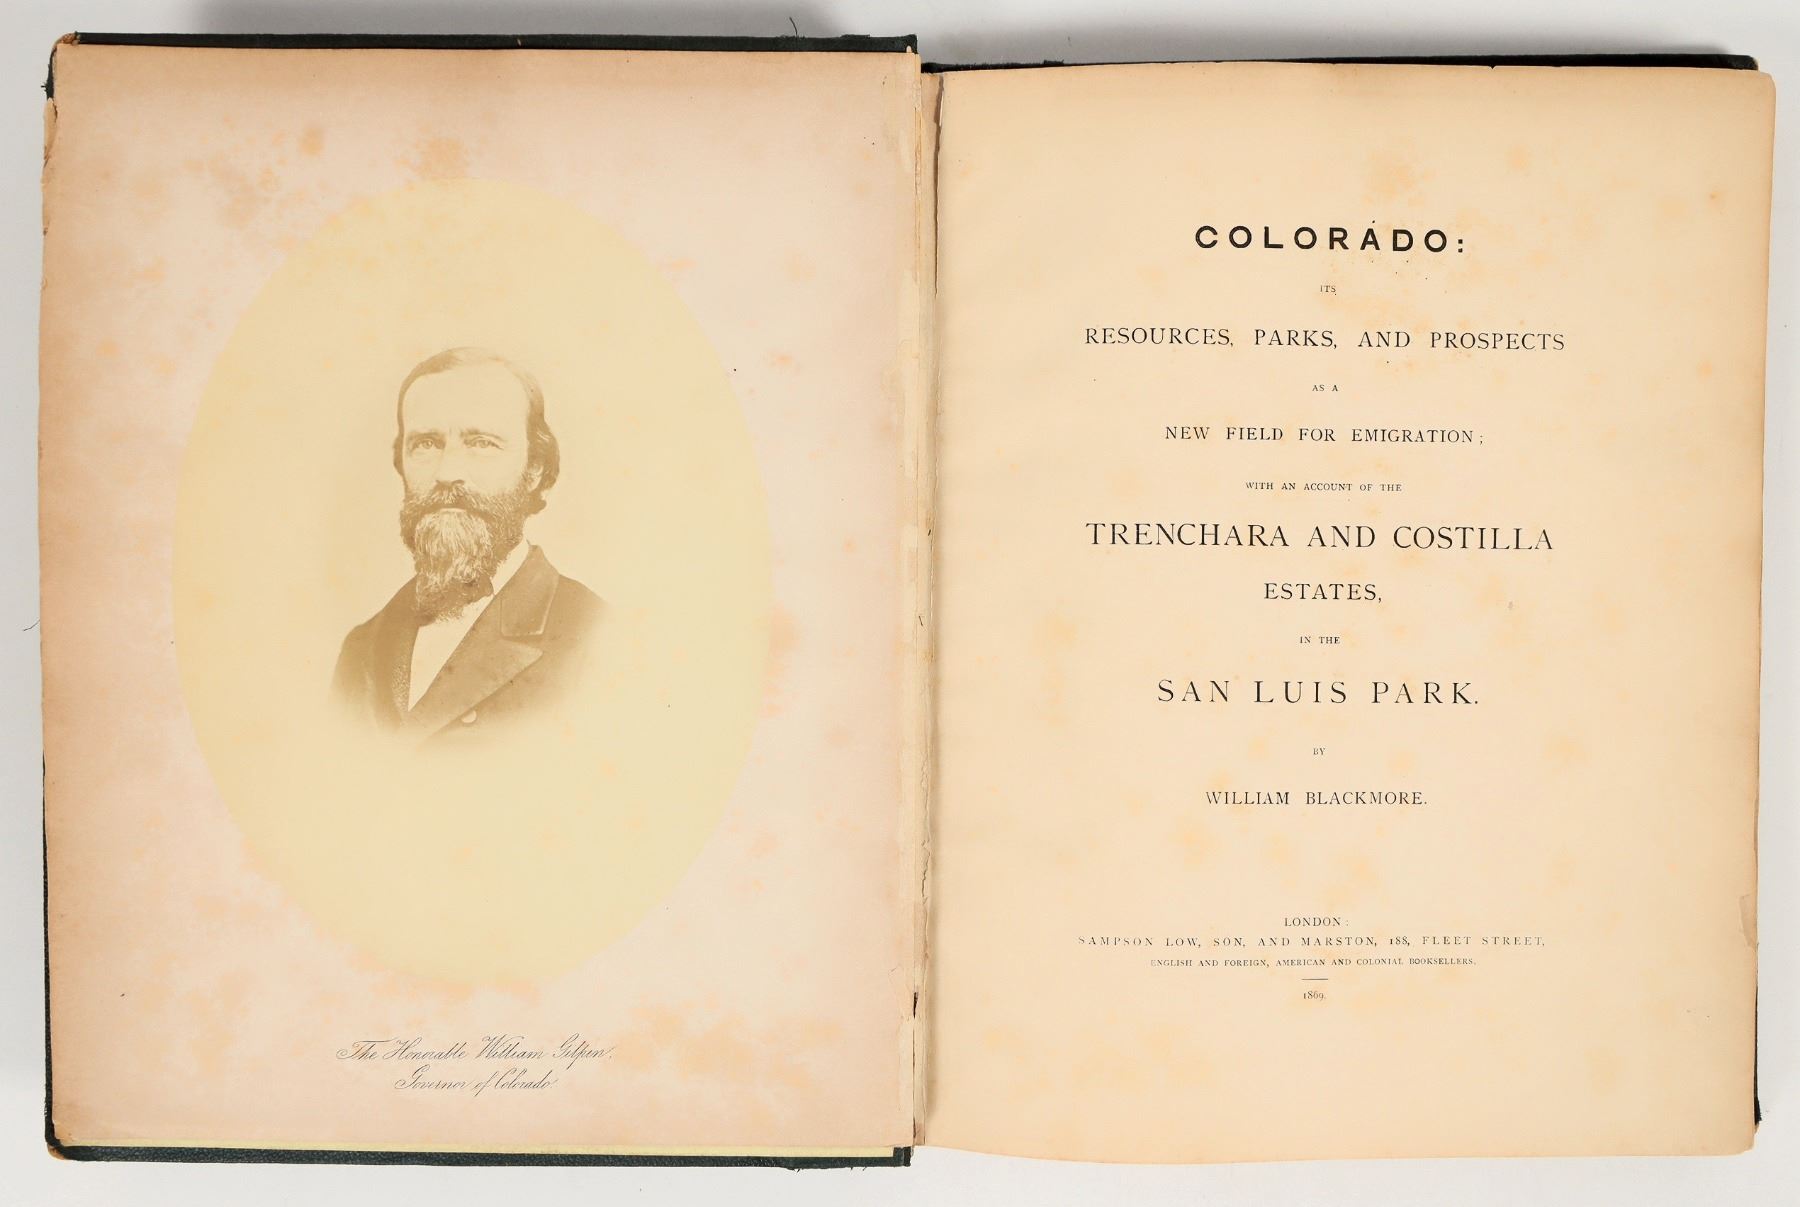 The Honorable William Gilpin,
Governor of Colorado
COLORADO:
ITS
RESOURCES, PARKS, AND PROSPECTS
AS A
NEW FIELD FOR EMIGRATION;
WITH AN ACCOUNT OF THE
TRENCHARA AND COSTILLA
ESTATES,
IN THE
SAN LUIS PARK.
BY
WILLIAM BLACKMORE.
LONDON:
SAMPSON LOW, SON, AND MARSTON, 188, FLEET STREET,
ENGLISH AND FOREIGN, AMERICAN AND COLONIAL BOOKSELLERS.
1869.